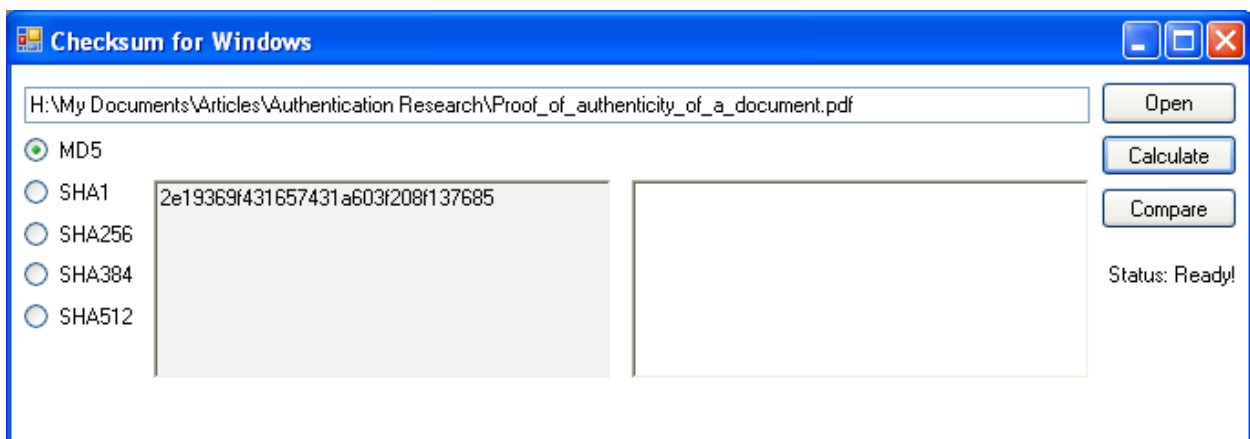 Checksum for Windows
H:\My Documents\Articles\Authentication Research\Proof_of_authenticity_of_a_document.pdf
Open
MD5
Calculate
SHA1
2e19369f431657431a603f208f137685
Compare
SHA256
SHA384
Status: Ready!
SHA512